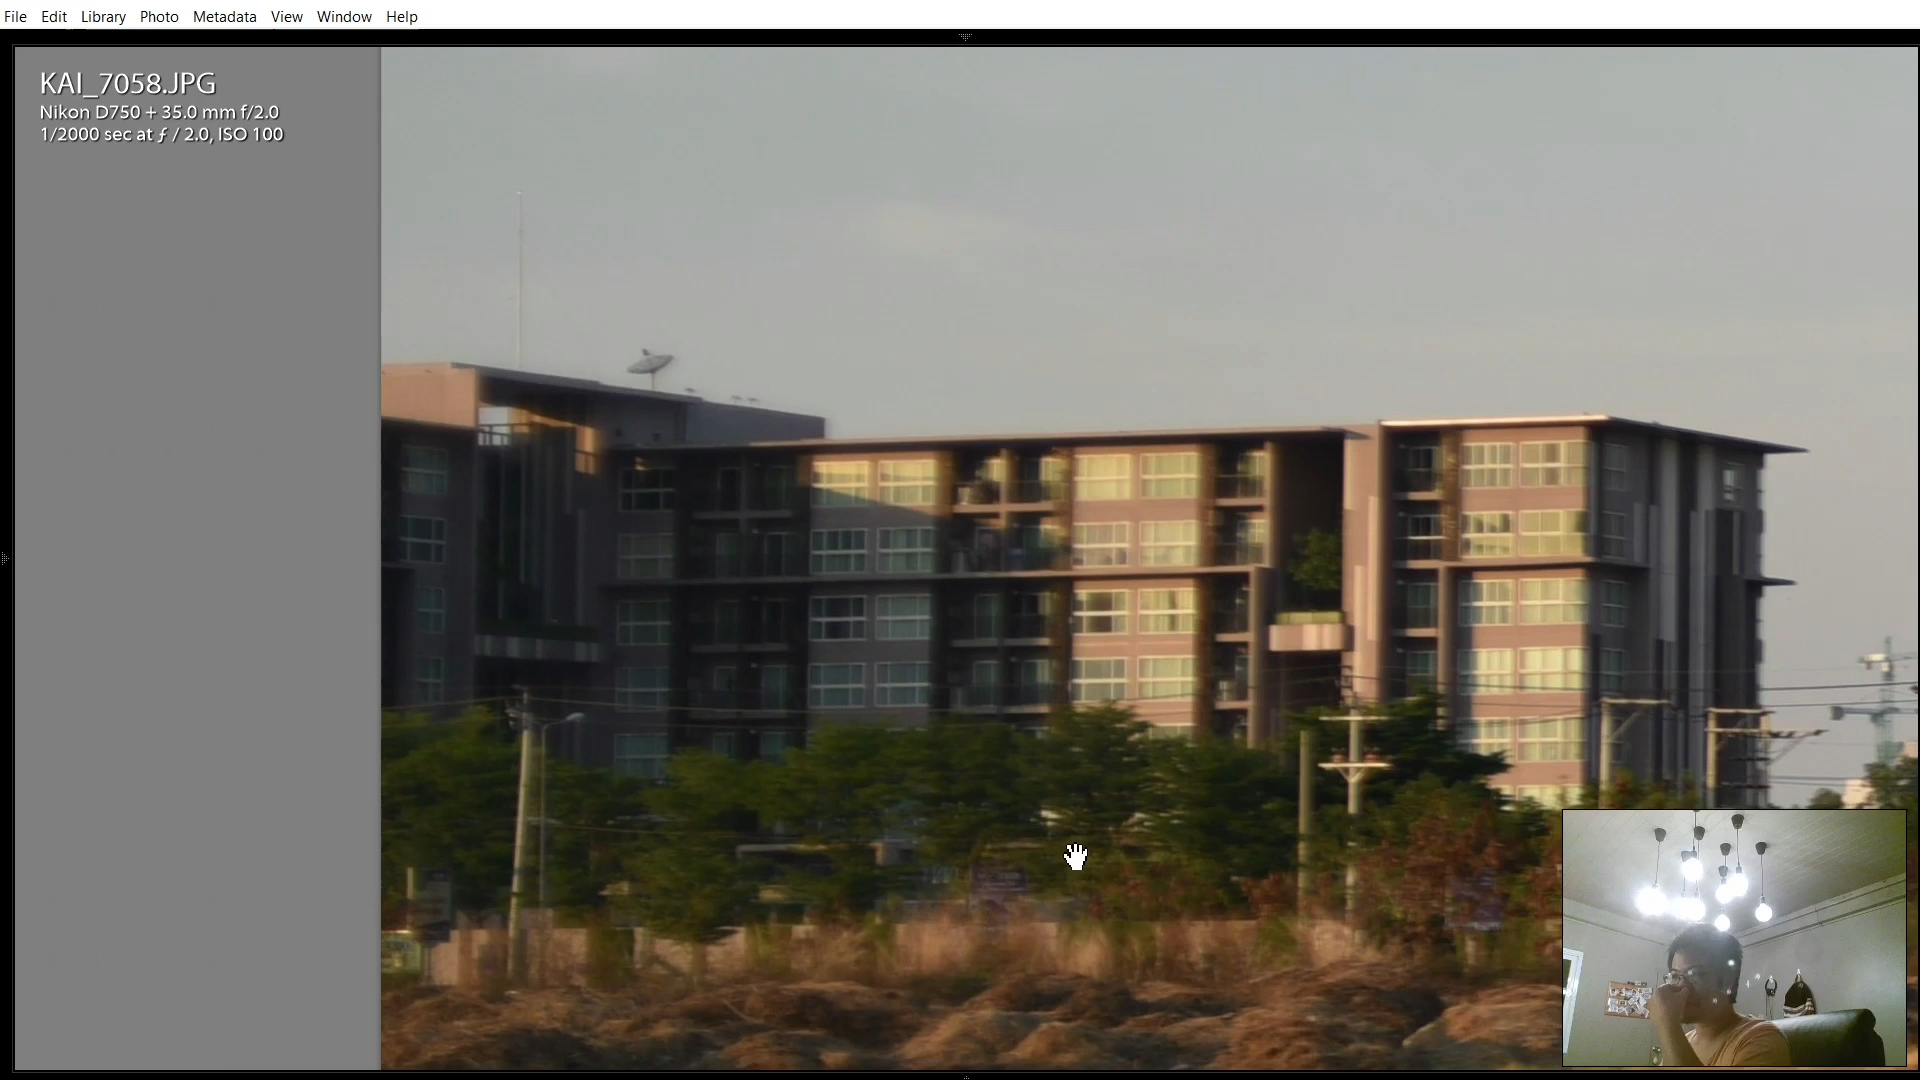 File Edit Library Photo Metadata View Window Help
KAI_7058.JPG
Nikon D750 + 35.0 mm f/2.0
1/2000 sec at ƒ / 2.0, ISO 100